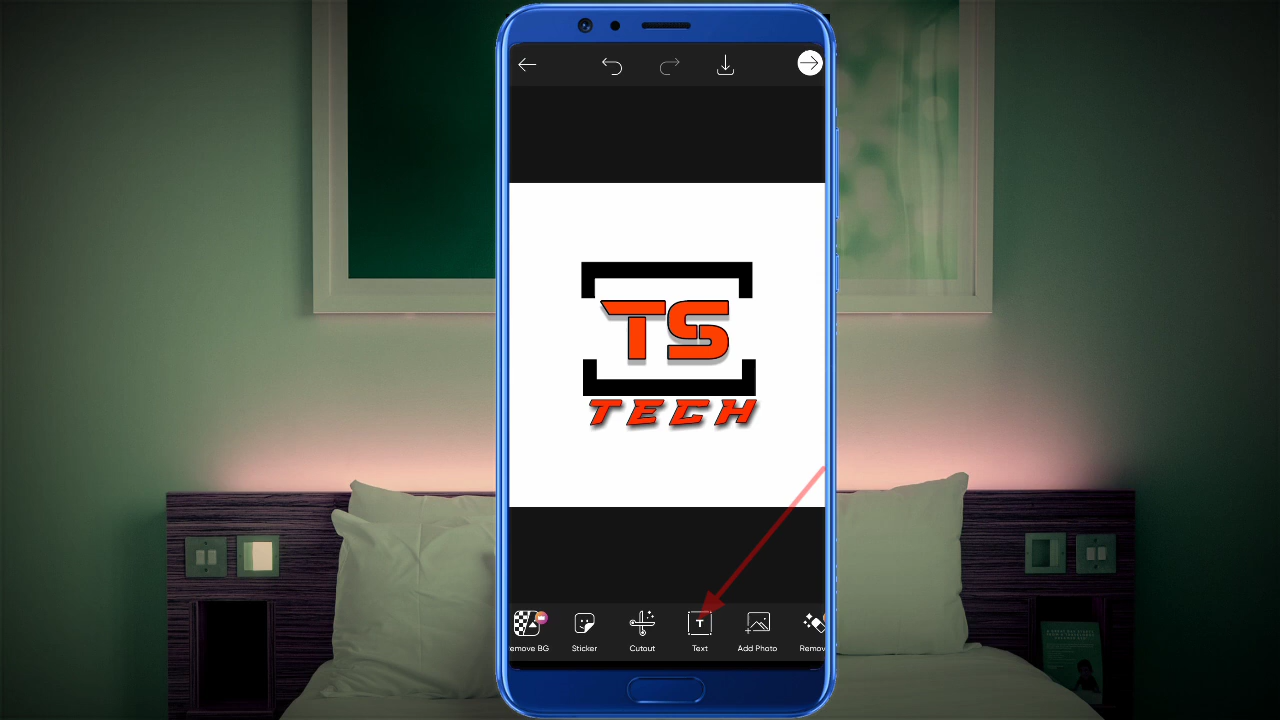 TS
TECH
emove BG
Sticker
Cutout
T
Text
Add Photo
Remov